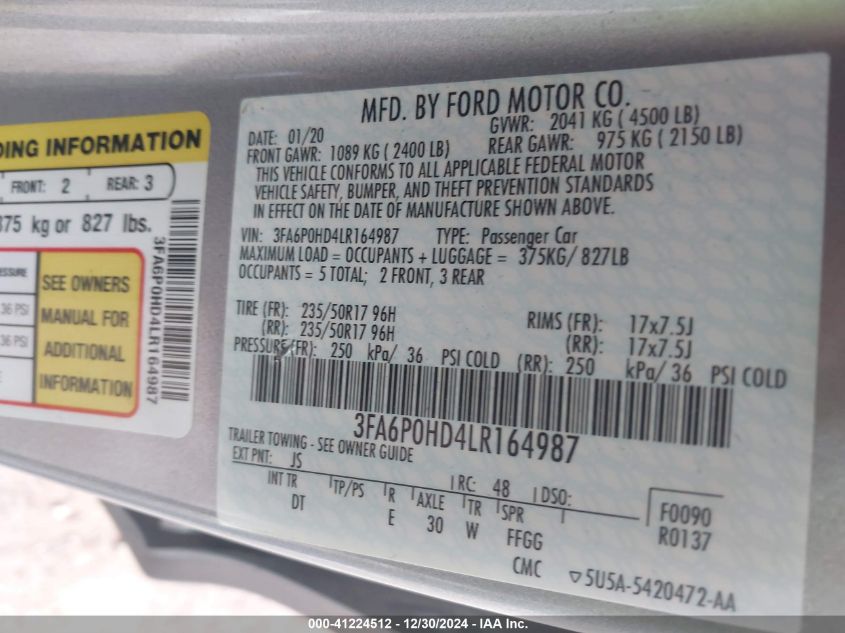 DING INFORMATION
FRONT: 2 REAR: 3
375 kg or 827 lbs.
PRESSURE
36 PSI
36 PSI
SEE OWNERS
MANUAL FOR
ADDITIONAL
INFORMATION
3FA6P0HD4LR164987
MFD. BY FORD MOTOR CO.
DATE: 01/20 GVWR: 2041 KG ( 4500 LB)
FRONT GAWR: 1089 KG ( 2400 LB) REAR GAWR: 975 KG ( 2150 LB)
THIS VEHICLE CONFORMS TO ALL APPLICABLE FEDERAL MOTOR
VEHICLE SAFETY, BUMPER, AND THEFT PREVENTION STANDARDS
IN EFFECT ON THE DATE OF MANUFACTURE SHOWN ABOVE.
VIN: 3FA6P0HD4LR164987 TYPE: Passenger Car
MAXIMUM LOAD = OCCUPANTS + LUGGAGE = 375KG/ 827LB
OCCUPANTS = 5 TOTAL; 2 FRONT, 3 REAR
TIRE (FR): 235/50R17 96H RIMS (FR): 17x7.5J
(RR): 235/50R17 96H (RR): 17x7.5J
PRESSURE(FR): 250 kPa/ 36 PSI COLD (RR): 250 kPa/ 36 PSI COLD
3FA6P0HD4LR164987
TRAILER TOWING - SEE OWNER GUIDE
EXT PNT: JS RC: 48 DSO: F0090
INT TR TP/PS R AXLE TR SPR R0137
DT E 30 W FFGG
CMC 5U5A-5420472-AA
000-41224512 - 12/30/2024 - IAA Inc.